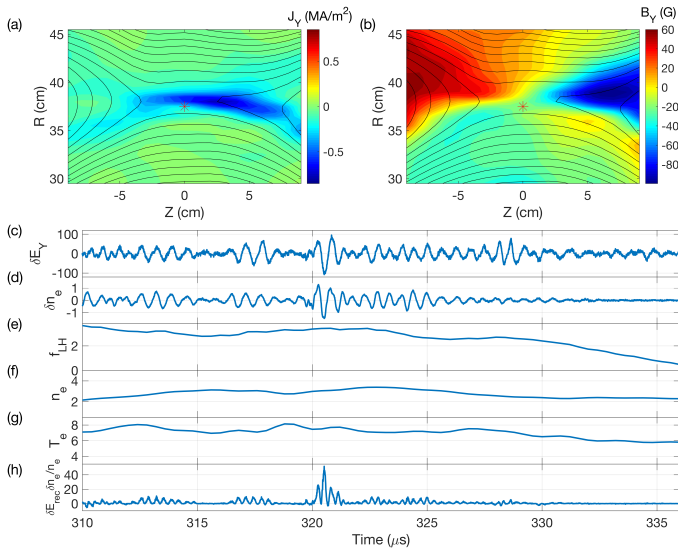 (a)
J_Y (MA/m²)
(b)
B_Y (G)
45
40
35
30
R (cm)
-5 0 5
Z (cm)
0.5
0
-0.5
45
40
35
30
R (cm)
-5 0 5
Z (cm)
60
40
20
0
-20
-40
-60
-80
(c)
δE_Y
100
0
-100
(d)
δn_e
1
0
-1
(e)
f_LH
2
0
(f)
n_e
4
2
(g)
T_e
8
6
4
(h)
δE_rec δn_e/n_e
40
20
0
310 315 320 325 330 335
Time (μs)